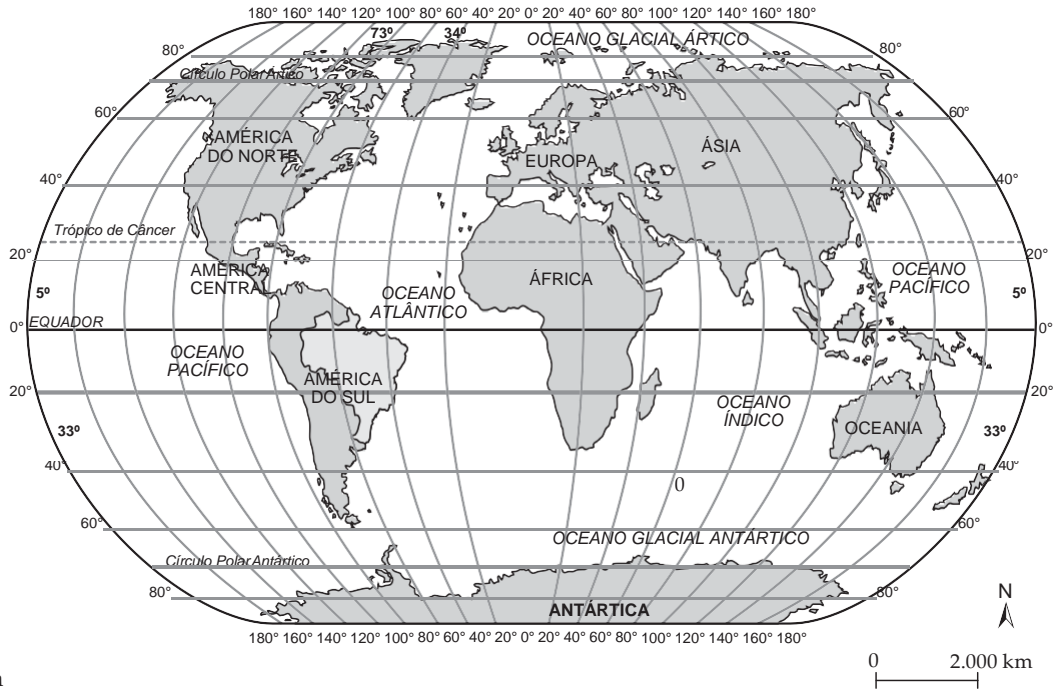 180° 160° 140° 120° 100° 80° 60° 40° 20° 0° 20° 40° 60° 80° 100° 120° 140° 160° 180°
73º 34º
OCEANO GLACIAL ÁRTICO
80° 80°
Círculo Polar Ártico
60° 60°
AMÉRICA
DO NORTE
EUROPA
ÁSIA
40° 40°
Trópico de Câncer
20° 20°
AMÉRICA
CENTRAL
OCEANO
ATLÂNTICO
ÁFRICA
OCEANO
PACÍFICO
5º 5º
0° EQUADOR 0°
OCEANO
PACÍFICO
AMÉRICA
DO SUL
20° 20°
OCEANO
ÍNDICO
OCEANIA
33º 33º
40° 40°
0
60° 60°
OCEANO GLACIAL ANTÁRTICO
Círculo Polar Antártico
80° 80°
ANTÁRTICA
N
180° 160° 140° 120° 100° 80° 60° 40° 20° 0° 20° 40° 60° 80° 100° 120° 140° 160° 180°
0 2.000 km